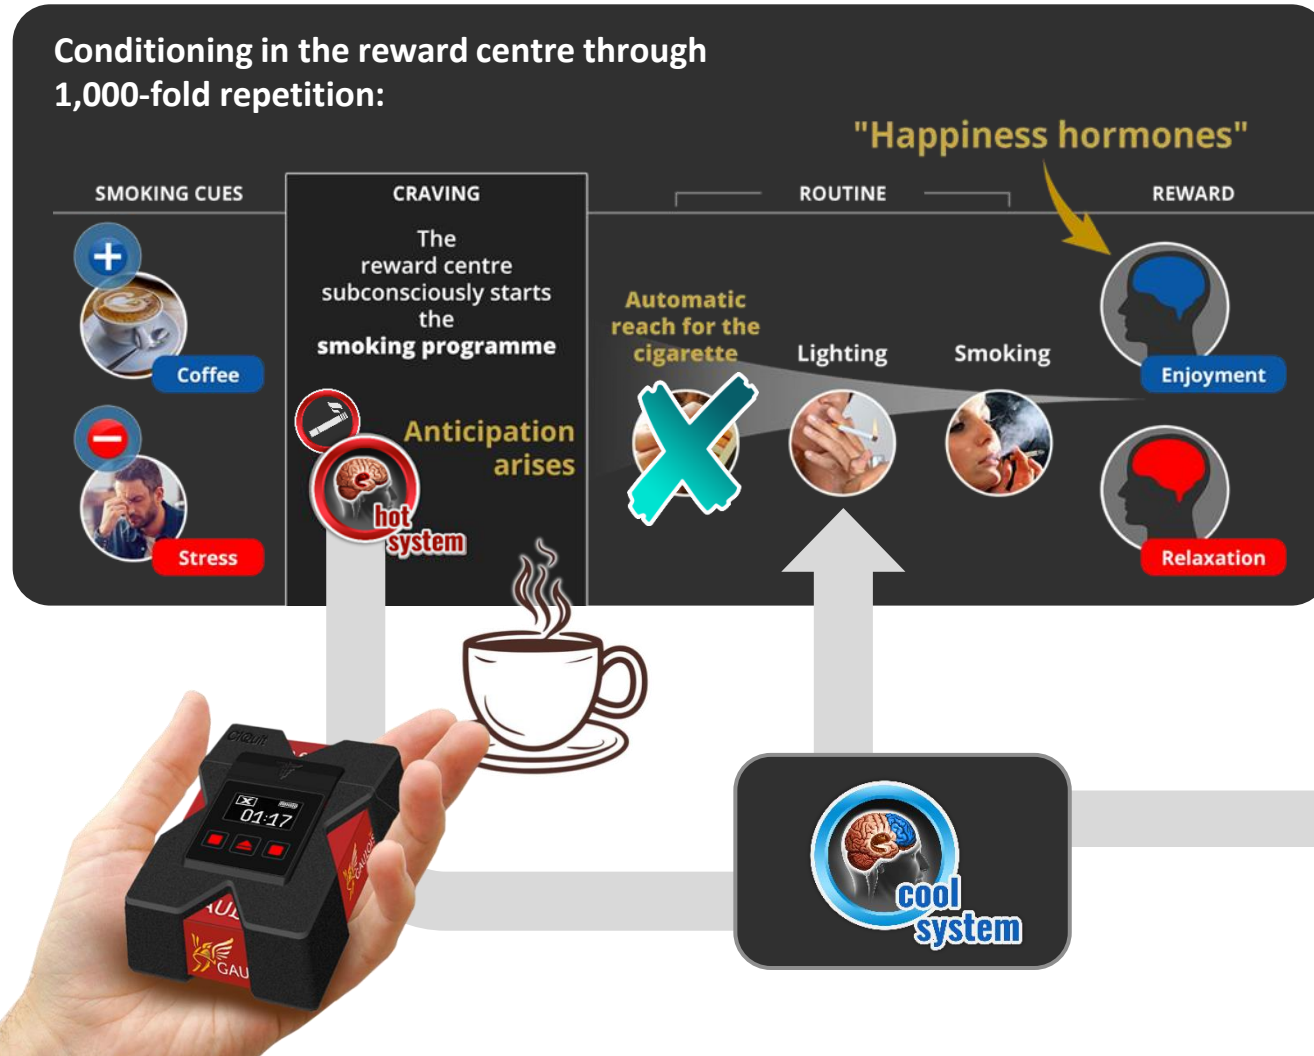 Conditioning in the reward centre through
1,000-fold repetition:
"Happiness hormones"
SMOKING CUES
CRAVING
ROUTINE
REWARD
The
reward centre
subconsciously starts
the
smoking programme
Automatic
reach for the
cigarette
Lighting
Smoking
Coffee
Enjoyment
Anticipation
arises
hot
system
Stress
Relaxation
01:17
GAU
cool
system